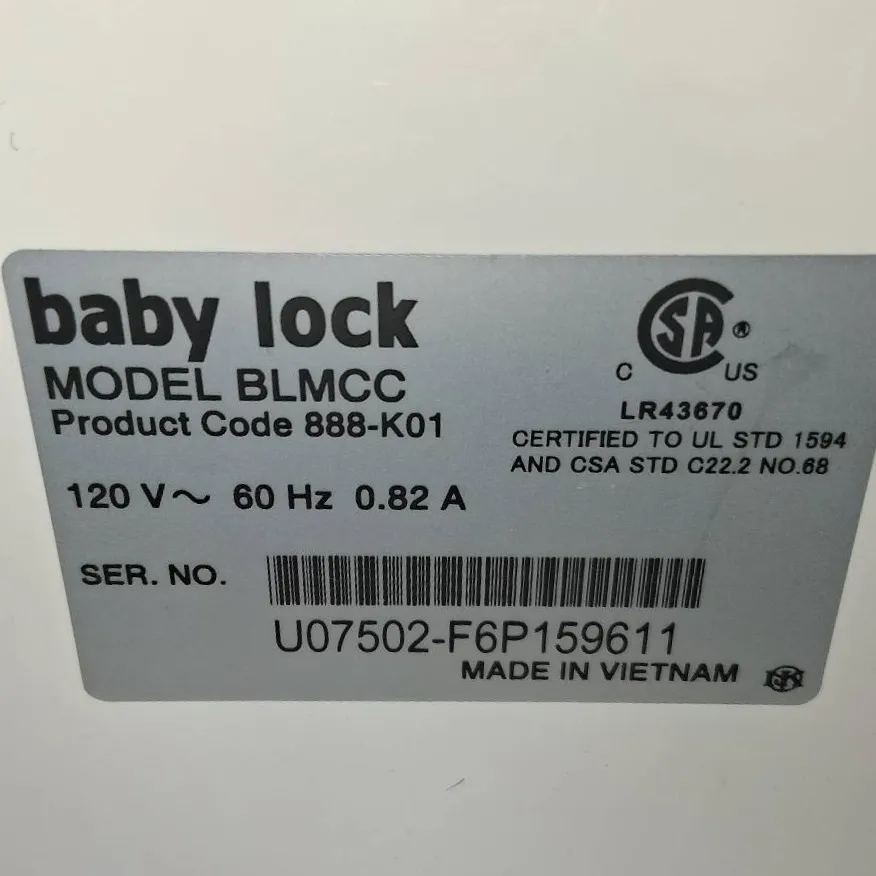 baby lock
MODEL BLMCC
Product Code 888-K01
120 V~ 60 Hz 0.82 A
CSA®
C US
LR43670
CERTIFIED TO UL STD 1594
AND CSA STD C22.2 NO.68
SER. NO.
U07502-F6P159611
MADE IN VIETNAM